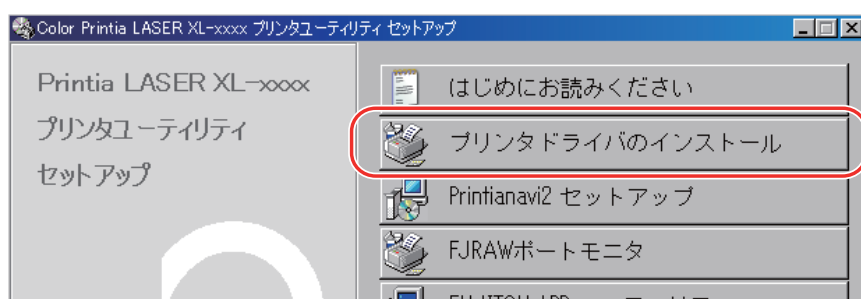 Color Printia LASER XL-xxxx プリンタユーティリティ セットアップ
Printia LASER XL-xxxx
プリンタユーティリティ
セットアップ
はじめにお読みください
プリンタドライバのインストール
Printianavi2 セットアップ
FJRAWポートモニタ